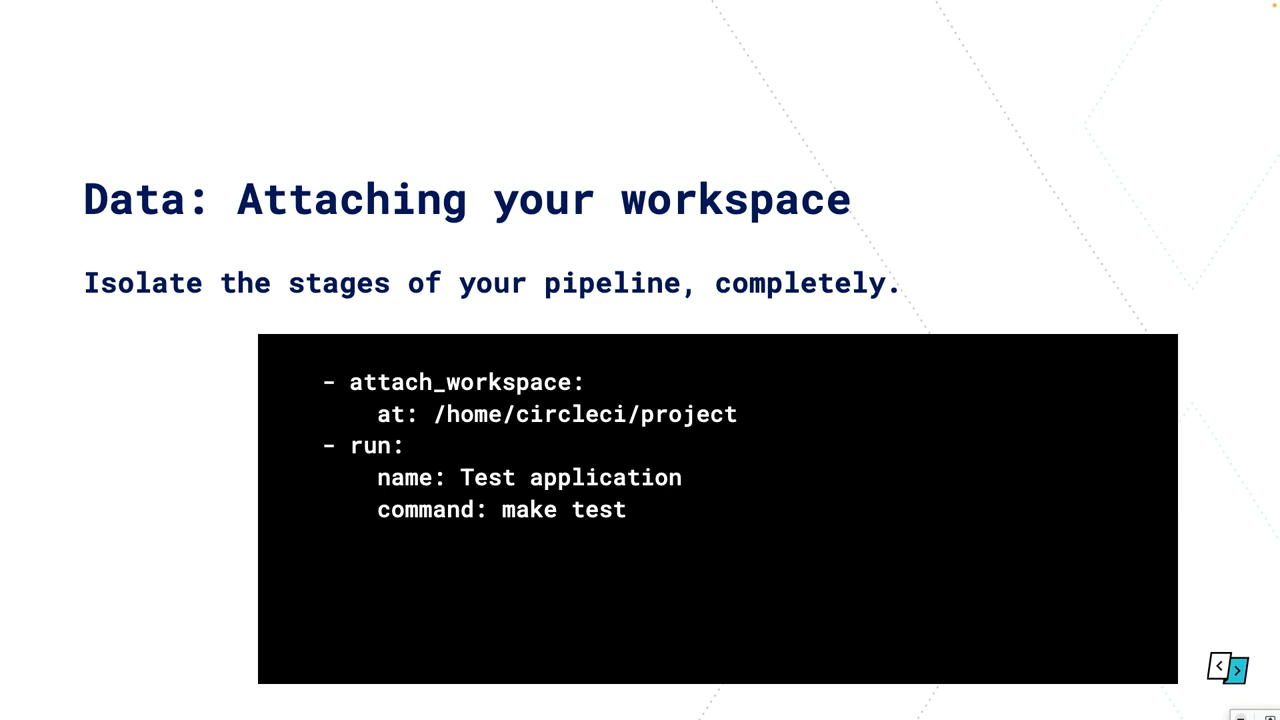 Data: Attaching your workspace
Isolate the stages of your pipeline, completely.
- attach_workspace:
at: /home/circleci/project
- run:
name: Test application
command: make test